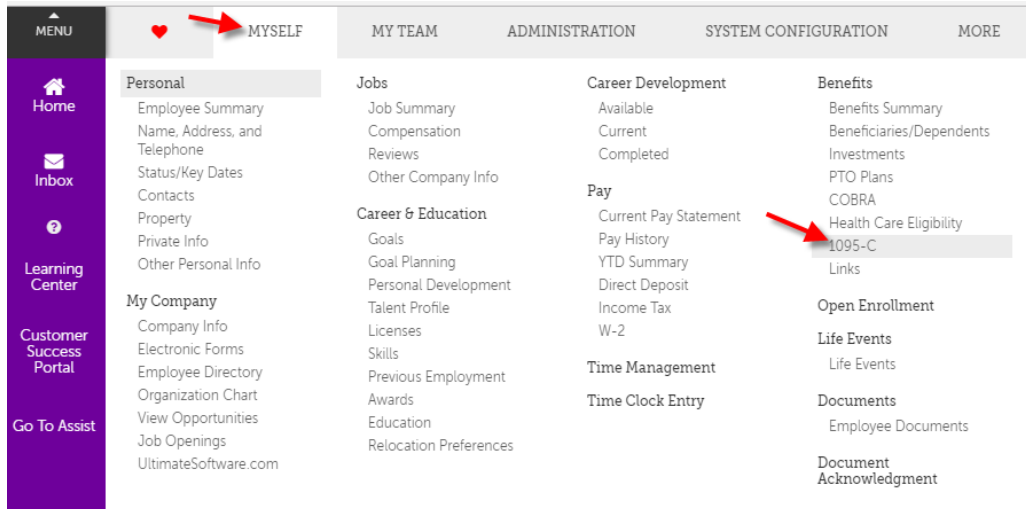 MENU
MYSELF
MY TEAM
ADMINISTRATION
SYSTEM CONFIGURATION
MORE
Home
Inbox
?
Learning
Center
Customer
Success
Portal
Go To Assist
Personal
Employee Summary
Name, Address, and
Telephone
Status/Key Dates
Contacts
Property
Private Info
Other Personal Info
My Company
Company Info
Electronic Forms
Employee Directory
Organization Chart
View Opportunities
Job Openings
UltimateSoftware.com
Jobs
Job Summary
Compensation
Reviews
Other Company Info
Career & Education
Goals
Goal Planning
Personal Development
Talent Profile
Licenses
Skills
Previous Employment
Awards
Education
Relocation Preferences
Career Development
Available
Current
Completed
Pay
Current Pay Statement
Pay History
YTD Summary
Direct Deposit
Income Tax
W-2
Time Management
Time Clock Entry
Benefits
Benefits Summary
Beneficiaries/Dependents
Investments
PTO Plans
COBRA
Health Care Eligibility
1095-C
Links
Open Enrollment
Life Events
Life Events
Documents
Employee Documents
Document
Acknowledgment